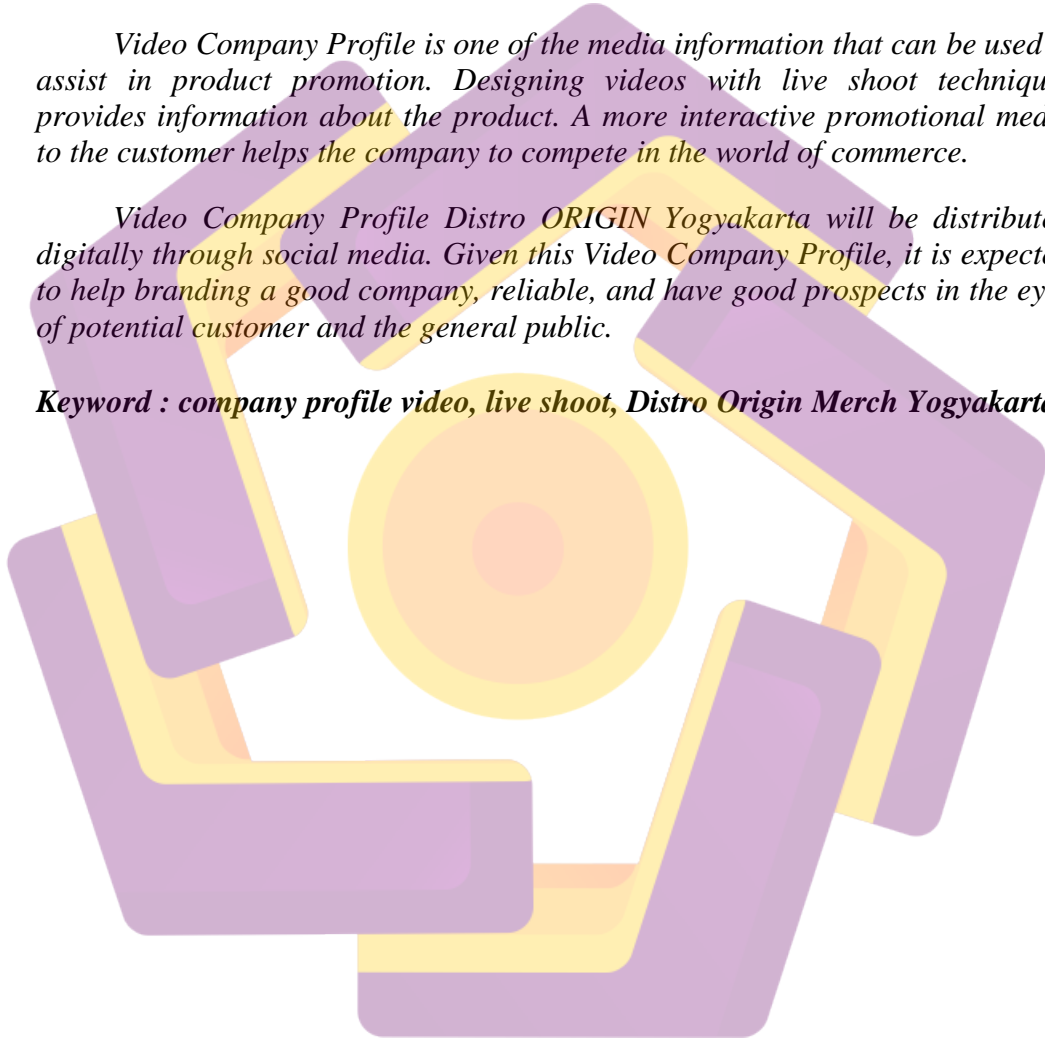 Video Company Profile is one of the media information that can be used
assist in product promotion. Designing videos with live shoot techniqu
provides information about the product. A more interactive promotional med
to the customer helps the company to compete in the world of commerce.
Video Company Profile Distro ORIGIN Yogyakarta will be distribut
digitally through social media. Given this Video Company Profile, it is expect
to help branding a good company, reliable, and have good prospects in the ey
of potential customer and the general public.
Keyword : company profile video, live shoot, Distro Origin Merch Yogyakarta